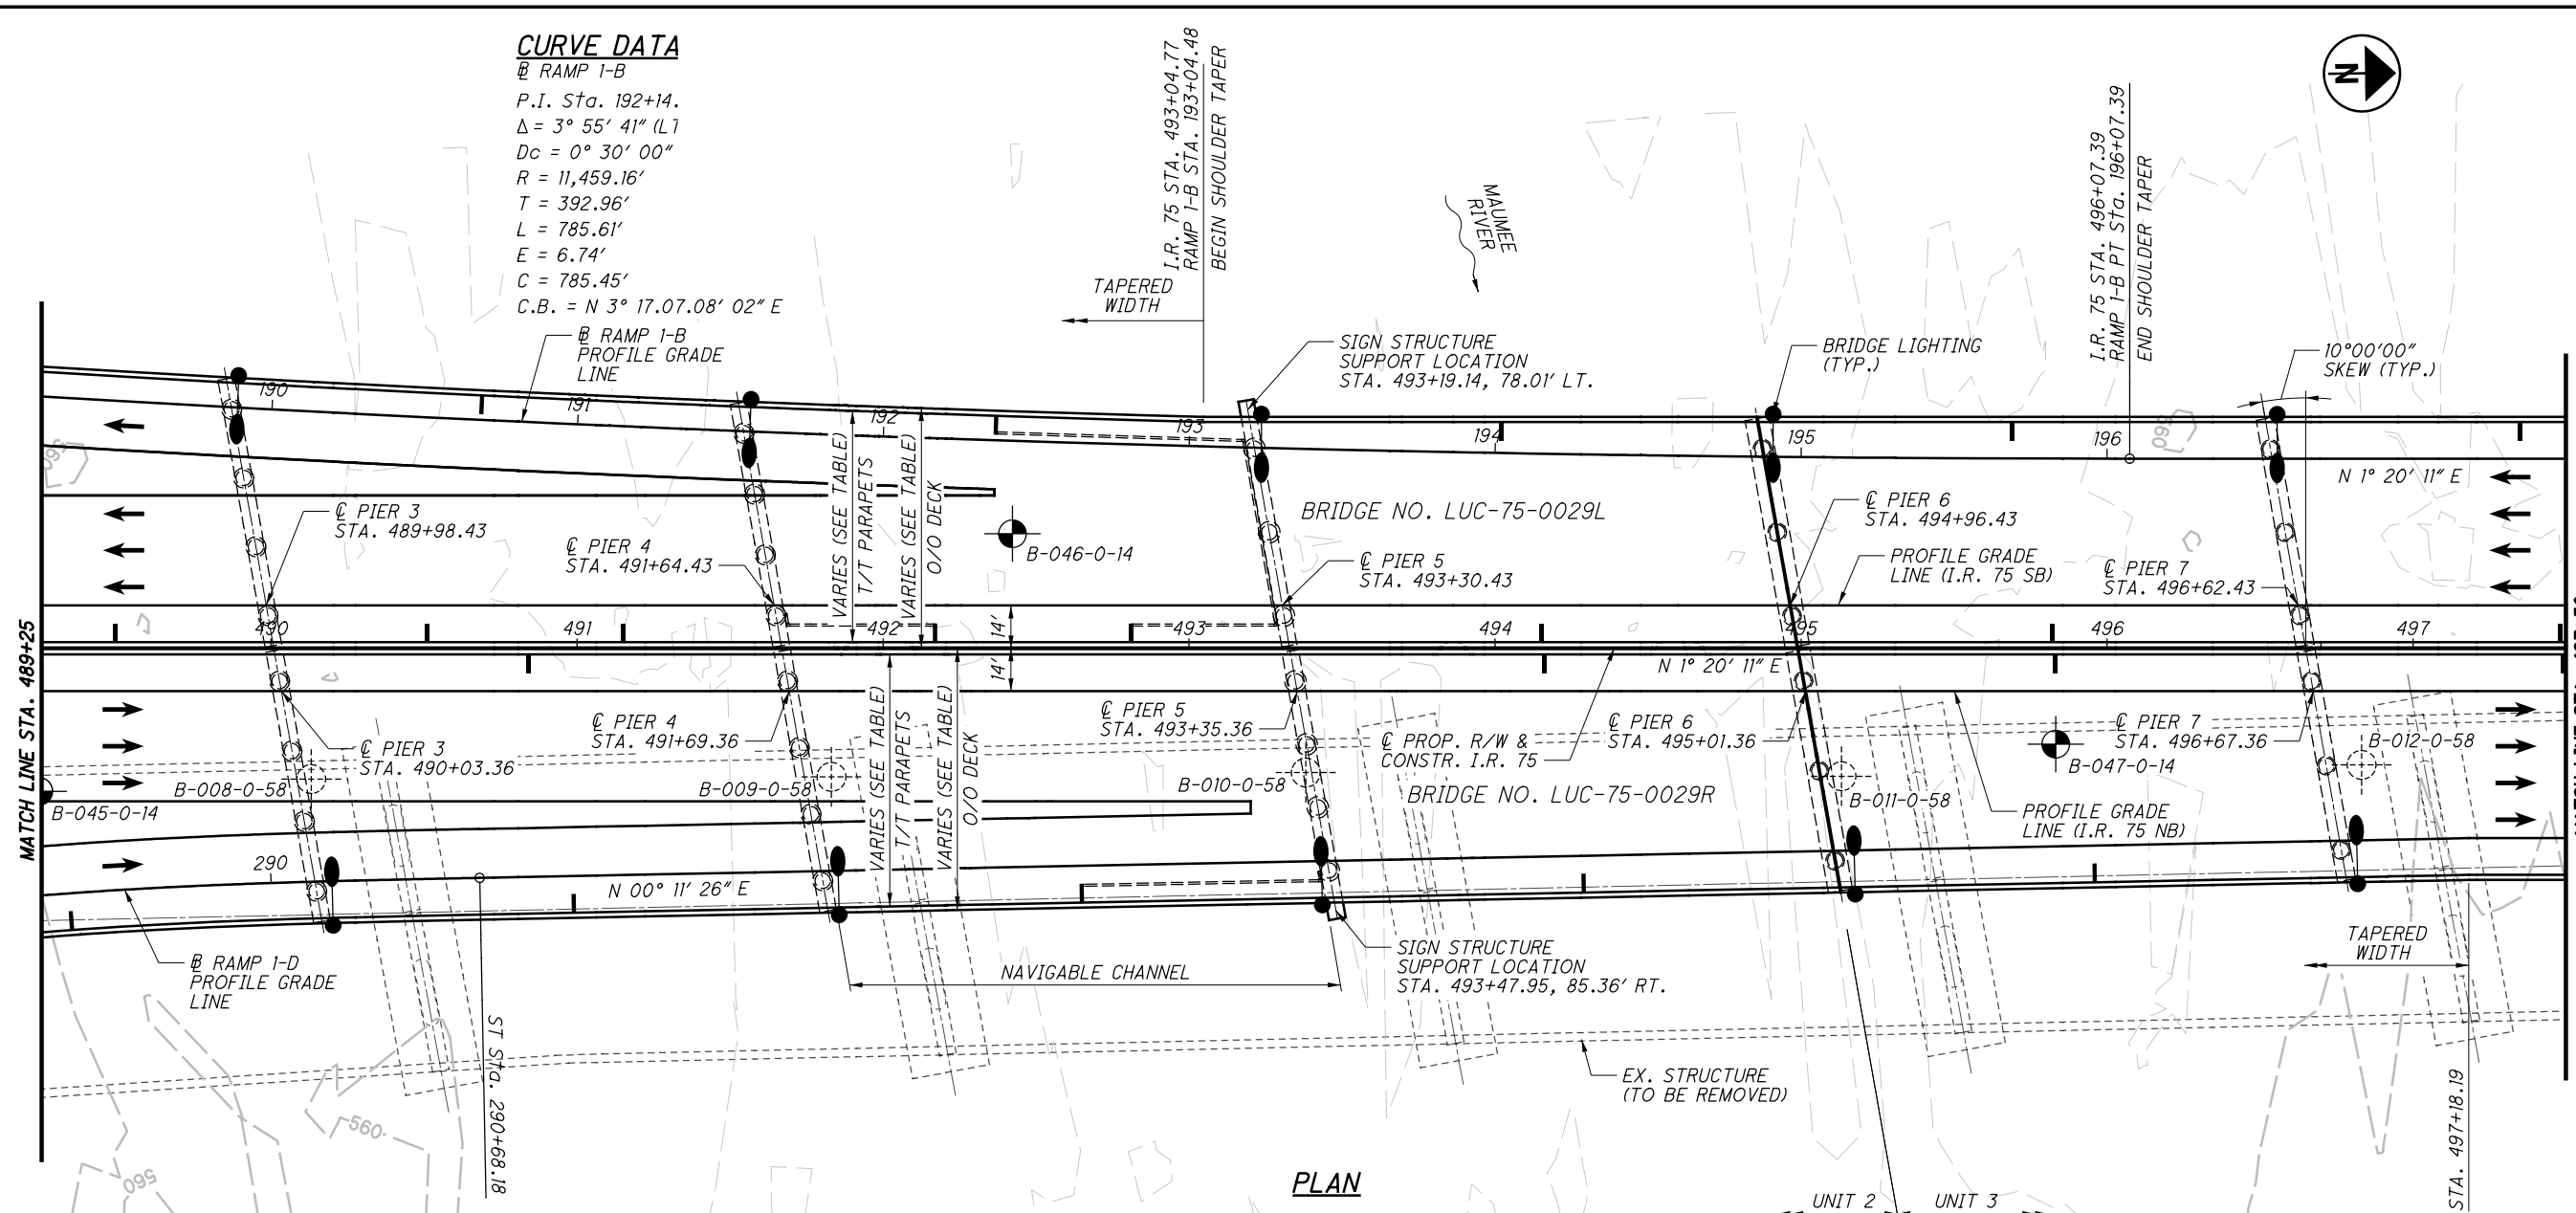 CURVE DATA
℄ RAMP 1-B
P.I. Sta. 192+14.
Δ = 3° 55' 41" (LT
Dc = 0° 30' 00"
R = 11,459.16'
T = 392.96'
L = 785.61'
E = 6.74'
C = 785.45'
C.B. = N 3° 17.07.08' 02" E
I.R. 75 STA. 493+04.77
RAMP 1-B STA. 193+04.48
BEGIN SHOULDER TAPER
TAPERED
WIDTH
MAUMEE
RIVER
I.R. 75 STA. 496+07.39
RAMP 1-B PT Sta. 196+07.39
END SHOULDER TAPER
N
℄ RAMP 1-B
PROFILE GRADE
LINE
SIGN STRUCTURE
SUPPORT LOCATION
STA. 493+19.14, 78.01' LT.
BRIDGE LIGHTING
(TYP.)
10°00'00"
SKEW (TYP.)
190
191
192
193
194
195
196
095
095
N 1° 20' 11" E
℄ PIER 3
STA. 489+98.43
℄ PIER 4
STA. 491+64.43
VARIES (SEE TABLE)
T/T PARAPETS
VARIES (SEE TABLE)
O/O DECK
B-046-0-14
BRIDGE NO. LUC-75-0029L
℄ PIER 5
STA. 493+30.43
℄ PIER 6
STA. 494+96.43
PROFILE GRADE
LINE (I.R. 75 SB)
℄ PIER 7
STA. 496+62.43
MATCH LINE STA. 489+25
490
491
492
14'
493
494
495
496
497
14'
N 1° 20' 11" E
℄ PIER 3
STA. 490+03.36
℄ PIER 4
STA. 491+69.36
VARIES (SEE TABLE)
T/T PARAPETS
VARIES (SEE TABLE)
O/O DECK
℄ PIER 5
STA. 493+35.36
℄ PROP. R/W &
CONSTR. I.R. 75
℄ PIER 6
STA. 495+01.36
℄ PIER 7
STA. 496+67.36
B-012-0-58
B-047-0-14
B-045-0-14
B-008-0-58
B-009-0-58
B-010-0-58
BRIDGE NO. LUC-75-0029R
B-011-0-58
PROFILE GRADE
LINE (I.R. 75 NB)
290
N 00° 11' 26" E
℄ RAMP 1-D
PROFILE GRADE
LINE
NAVIGABLE CHANNEL
SIGN STRUCTURE
SUPPORT LOCATION
STA. 493+47.95, 85.36' RT.
TAPERED
WIDTH
ST Sta. 290+68.18
EX. STRUCTURE
(TO BE REMOVED)
STA. 497+18.19
560
560
PLAN
UNIT 2
UNIT 3